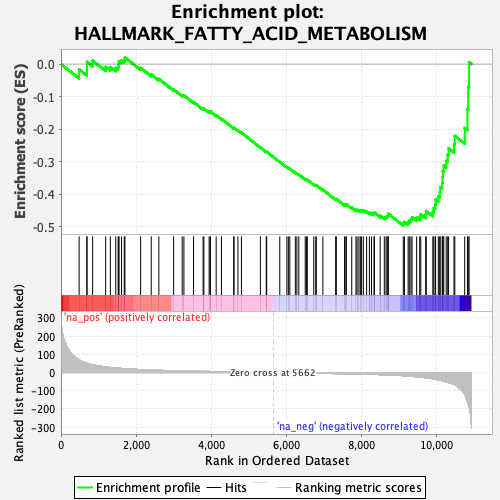 Enrichment plot:
HALLMARK_FATTY_ACID_METABOLISM
Enrichment score (ES)
0.0
-0.1
-0.2
-0.3
-0.4
-0.5
Ranked list metric (PreRanked)
300
200
100
0
-100
-200
-300
'na_pos' (positively correlated)
Zero cross at 5662
'na_neg' (negatively correlated)
0 2,000 4,000 6,000 8,000 10,000
Rank in Ordered Dataset
Enrichment profile Hits Ranking metric scores